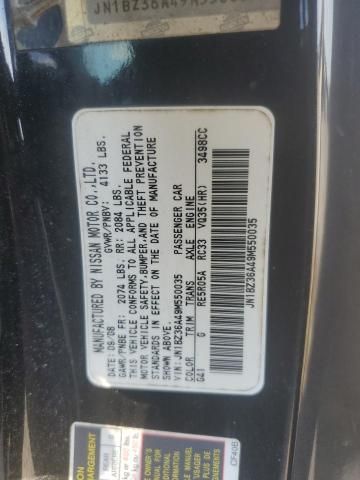 MANUFACTURED BY NISSAN MOTOR CO.,LTD.
DATE: 09/08 GVWR/PNBV: 4133 LBS.
GAWR/PNBE FR: 2074 LBS. RR: 2084 LBS.
THIS VEHICLE CONFORMS TO ALL APPLICABLE FEDERAL
MOTOR VEHICLE SAFETY,BUMPER,AND THEFT PREVENTION
STANDARDS IN EFFECT ON THE DATE OF MANUFACTURE
SHOWN ABOVE.
VIN:JN1BZ36A49M550035 PASSENGER CAR
COLOR TRIM TRANS AXLE ENGINE
G41 G RE5R05A RC33 VQ35(HR) 3498CC
JN1BZ36A49M550035
CF40B